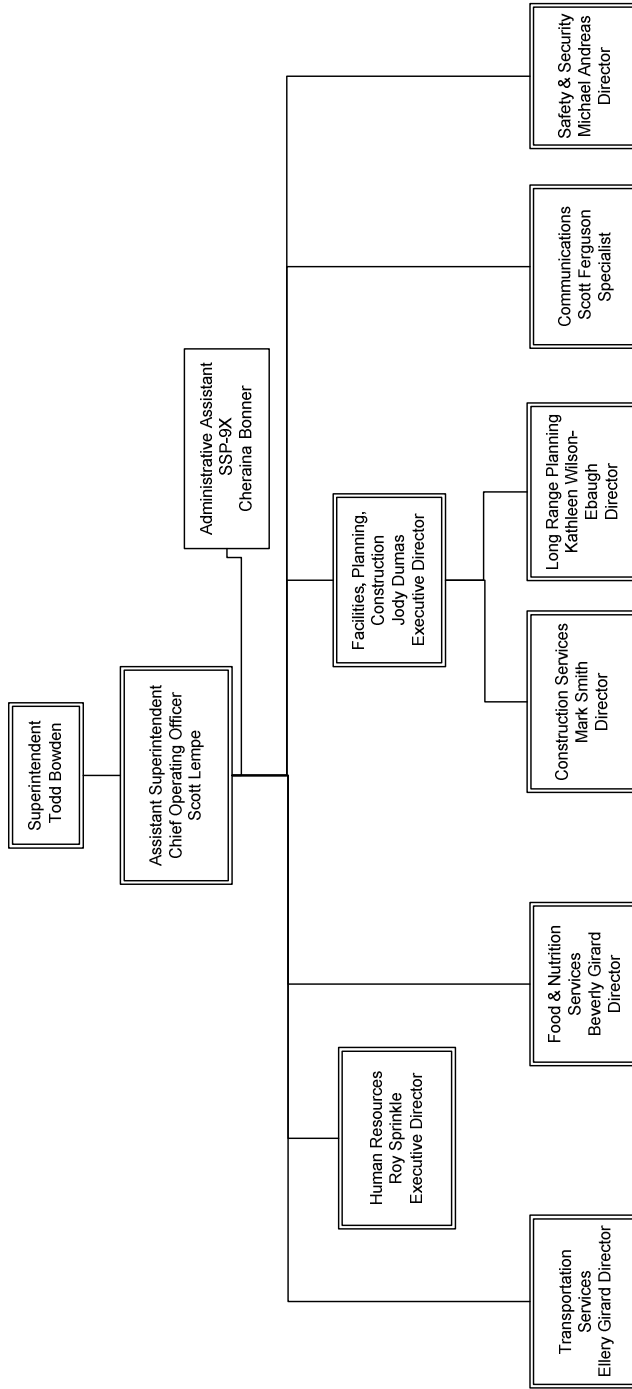 Superintendent
Todd Bowden
Assistant Superintendent
Chief Operating Officer
Scott Lempe
Administrative Assistant
SSP-9X
Cheraina Bonner
Human Resources
Roy Sprinkle
Executive Director
Facilities, Planning,
Construction
Jody Dumas
Executive Director
Transportation
Services
Ellery Girard Director
Food & Nutrition
Services
Beverly Girard
Director
Construction Services
Mark Smith
Director
Long Range Planning
Kathleen Wilson-
Ebaugh
Director
Communications
Scott Ferguson
Specialist
Safety & Security
Michael Andreas
Director